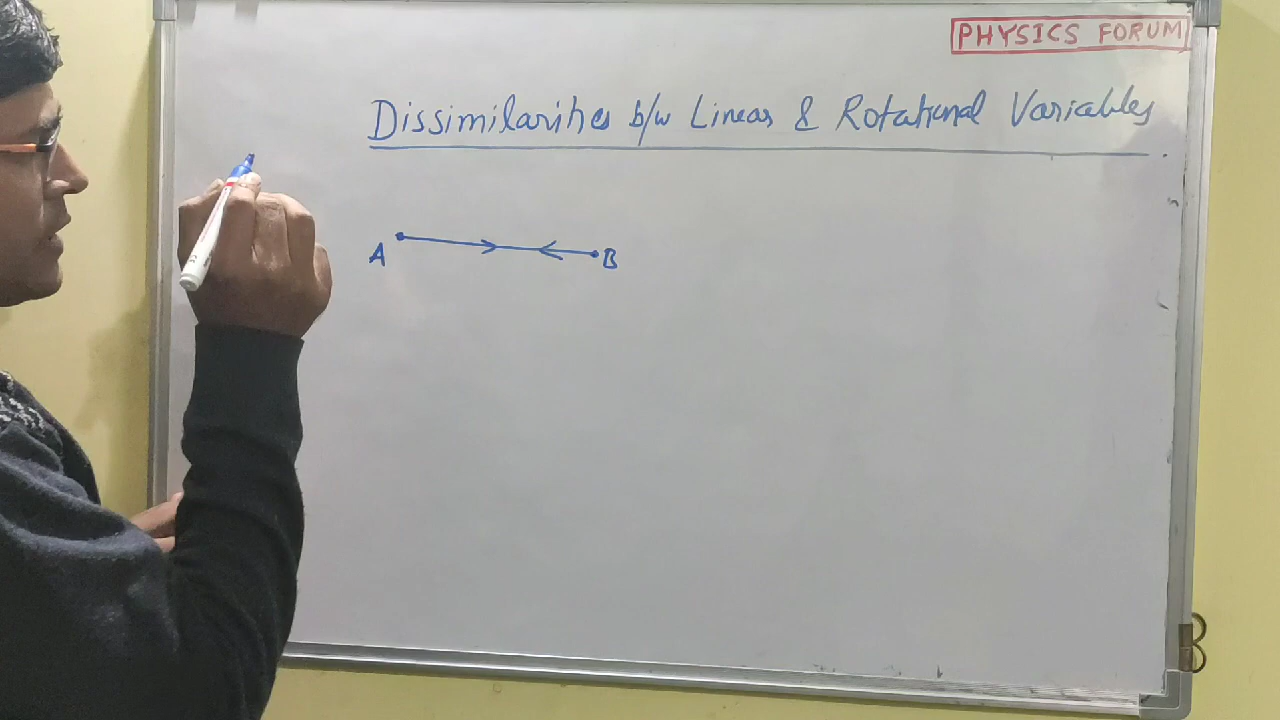 PHYSICS FORUM
Dissimilarities b/w Linear & Rotational Variables
A B